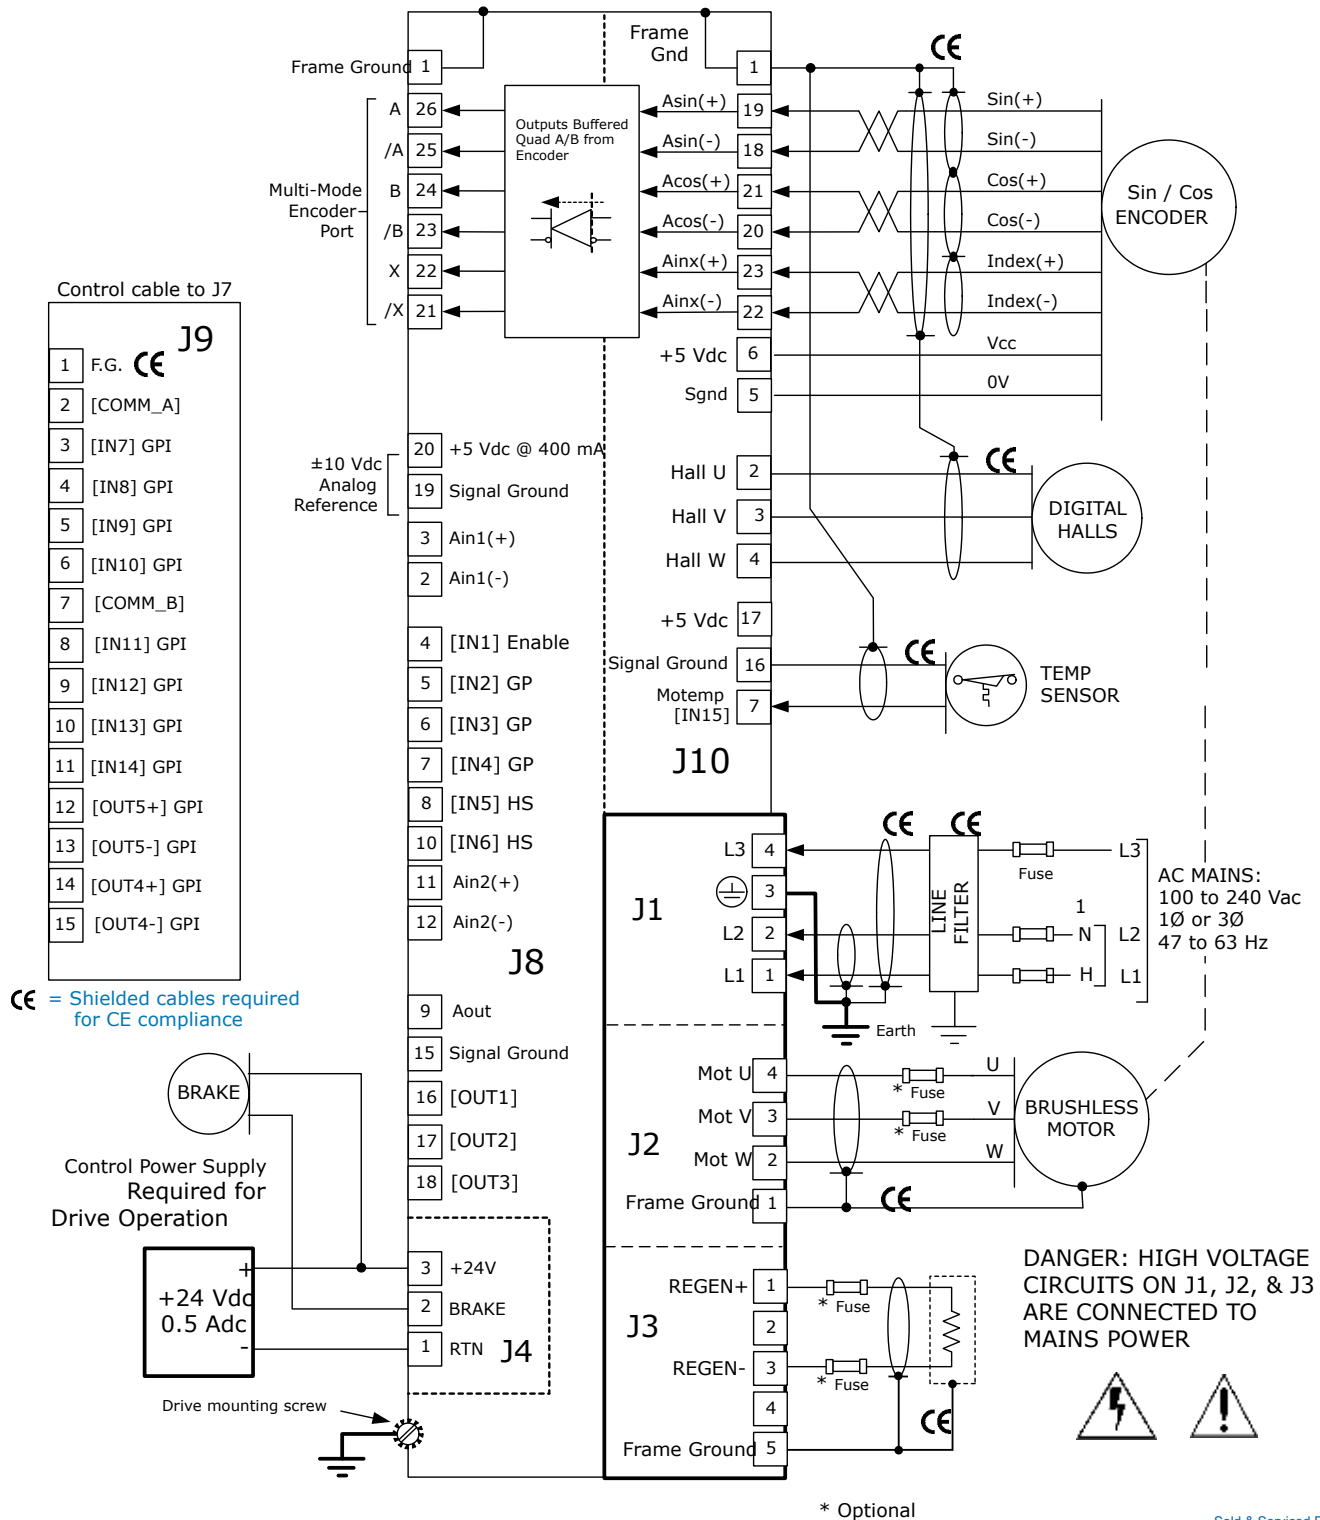 Frame
Gnd
CE
Frame Ground 1
1
A 26
/A 25
B 24
/B 23
X 22
/X 21
Multi-Mode
Encoder
Port
Outputs Buffered
Quad A/B from
Encoder
Asin(+) 19 Sin(+)
Asin(-) 18 Sin(-)
Acos(+) 21 Cos(+)
Acos(-) 20 Cos(-)
Ainx(+) 23 Index(+)
Ainx(-) 22 Index(-)
+5 Vdc 6 Vcc
Sgnd 5 0V
Sin / Cos
ENCODER
Control cable to J7
J9
1 F.G. CE
2 [COMM_A]
3 [IN7] GPI
4 [IN8] GPI
5 [IN9] GPI
6 [IN10] GPI
7 [COMM_B]
8 [IN11] GPI
9 [IN12] GPI
10 [IN13] GPI
11 [IN14] GPI
12 [OUT5+] GPI
13 [OUT5-] GPI
14 [OUT4+] GPI
15 [OUT4-] GPI
CE = Shielded cables required
for CE compliance
±10 Vdc
Analog
Reference
20 +5 Vdc @ 400 mA
19 Signal Ground
3 Ain1(+)
2 Ain1(-)
4 [IN1] Enable
5 [IN2] GP
6 [IN3] GP
7 [IN4] GP
8 [IN5] HS
10 [IN6] HS
11 Ain2(+)
12 Ain2(-)
J8
9 Aout
15 Signal Ground
16 [OUT1]
17 [OUT2]
18 [OUT3]
Hall U 2
Hall V 3
Hall W 4
CE
DIGITAL
HALLS
+5 Vdc 17
Signal Ground 16
Motemp
[IN15] 7
CE
TEMP
SENSOR
J10
J1
L3 4
3
L2 2
L1 1
CE
CE
LINE
FILTER
Fuse
L3
1
N L2
H L1
AC MAINS:
100 to 240 Vac
1Ø or 3Ø
47 to 63 Hz
Earth
J2
Mot U 4
Mot V 3
Mot W 2
Frame Ground 1
* Fuse
* Fuse
U
V
W
CE
BRUSHLESS
MOTOR
BRAKE
Control Power Supply
Required for
Drive Operation
+
+24 Vdc
0.5 Adc
-
3 +24V
2 BRAKE
1 RTN
J4
Drive mounting screw
J3
REGEN+ 1
2
REGEN- 3
4
Frame Ground 5
* Fuse
* Fuse
CE
DANGER: HIGH VOLTAGE
CIRCUITS ON J1, J2, & J3
ARE CONNECTED TO
MAINS POWER
* Optional